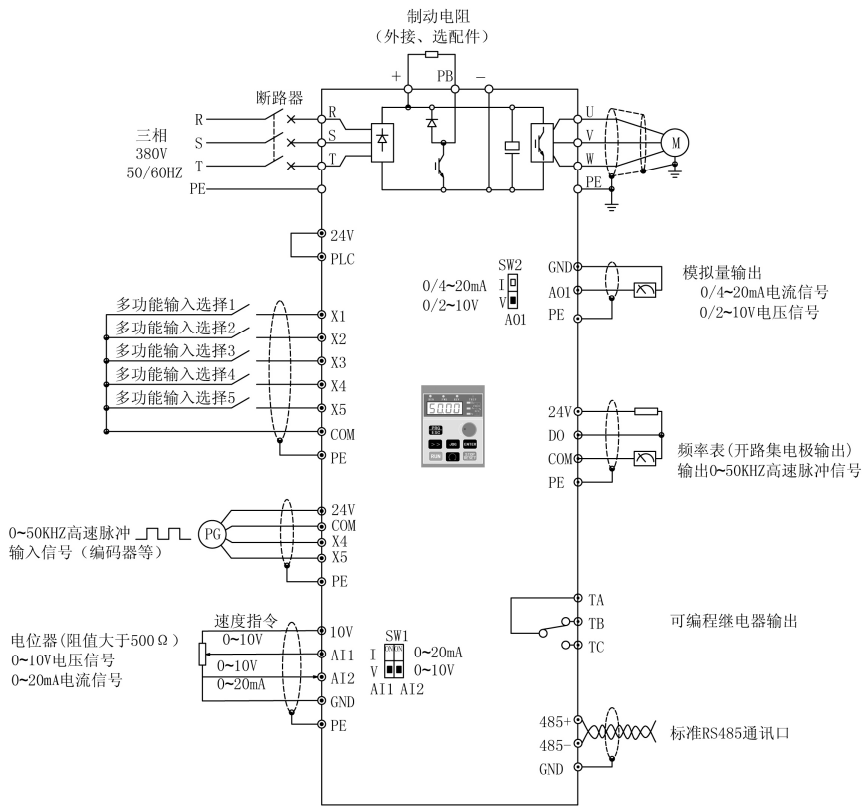 制动电阻
（外接、选配件）
+ PB −
断路器
R
S
T
PE
三相
380V
50/60HZ
R
S
T
U
V
W
PE
M
24V
PLC
多功能输入选择1
多功能输入选择2
多功能输入选择3
多功能输入选择4
多功能输入选择5
X1
X2
X3
X4
X5
COM
PE
0~50KHZ高速脉冲
输入信号（编码器等）
PG
24V
COM
X4
X5
PE
电位器(阻值大于500Ω)
0~10V电压信号
0~20mA电流信号
速度指令
0~10V
0~10V
0~20mA
10V
AI1
AI2
GND
PE
SW1
ON ON
I 0~20mA
V 0~10V
AI1 AI2
SW2
0/4~20mA I
0/2~10V V
AO1
50.00
PRG
ESC
>> JOG ENTER
RUN STOP
RESET
GND
AO1
PE
模拟量输出
0/4~20mA电流信号
0/2~10V电压信号
24V
DO
COM
PE
频率表(开路集电极输出)
输出0~50KHZ高速脉冲信号
TA
TB
TC
可编程继电器输出
485+
485−
GND
标准RS485通讯口